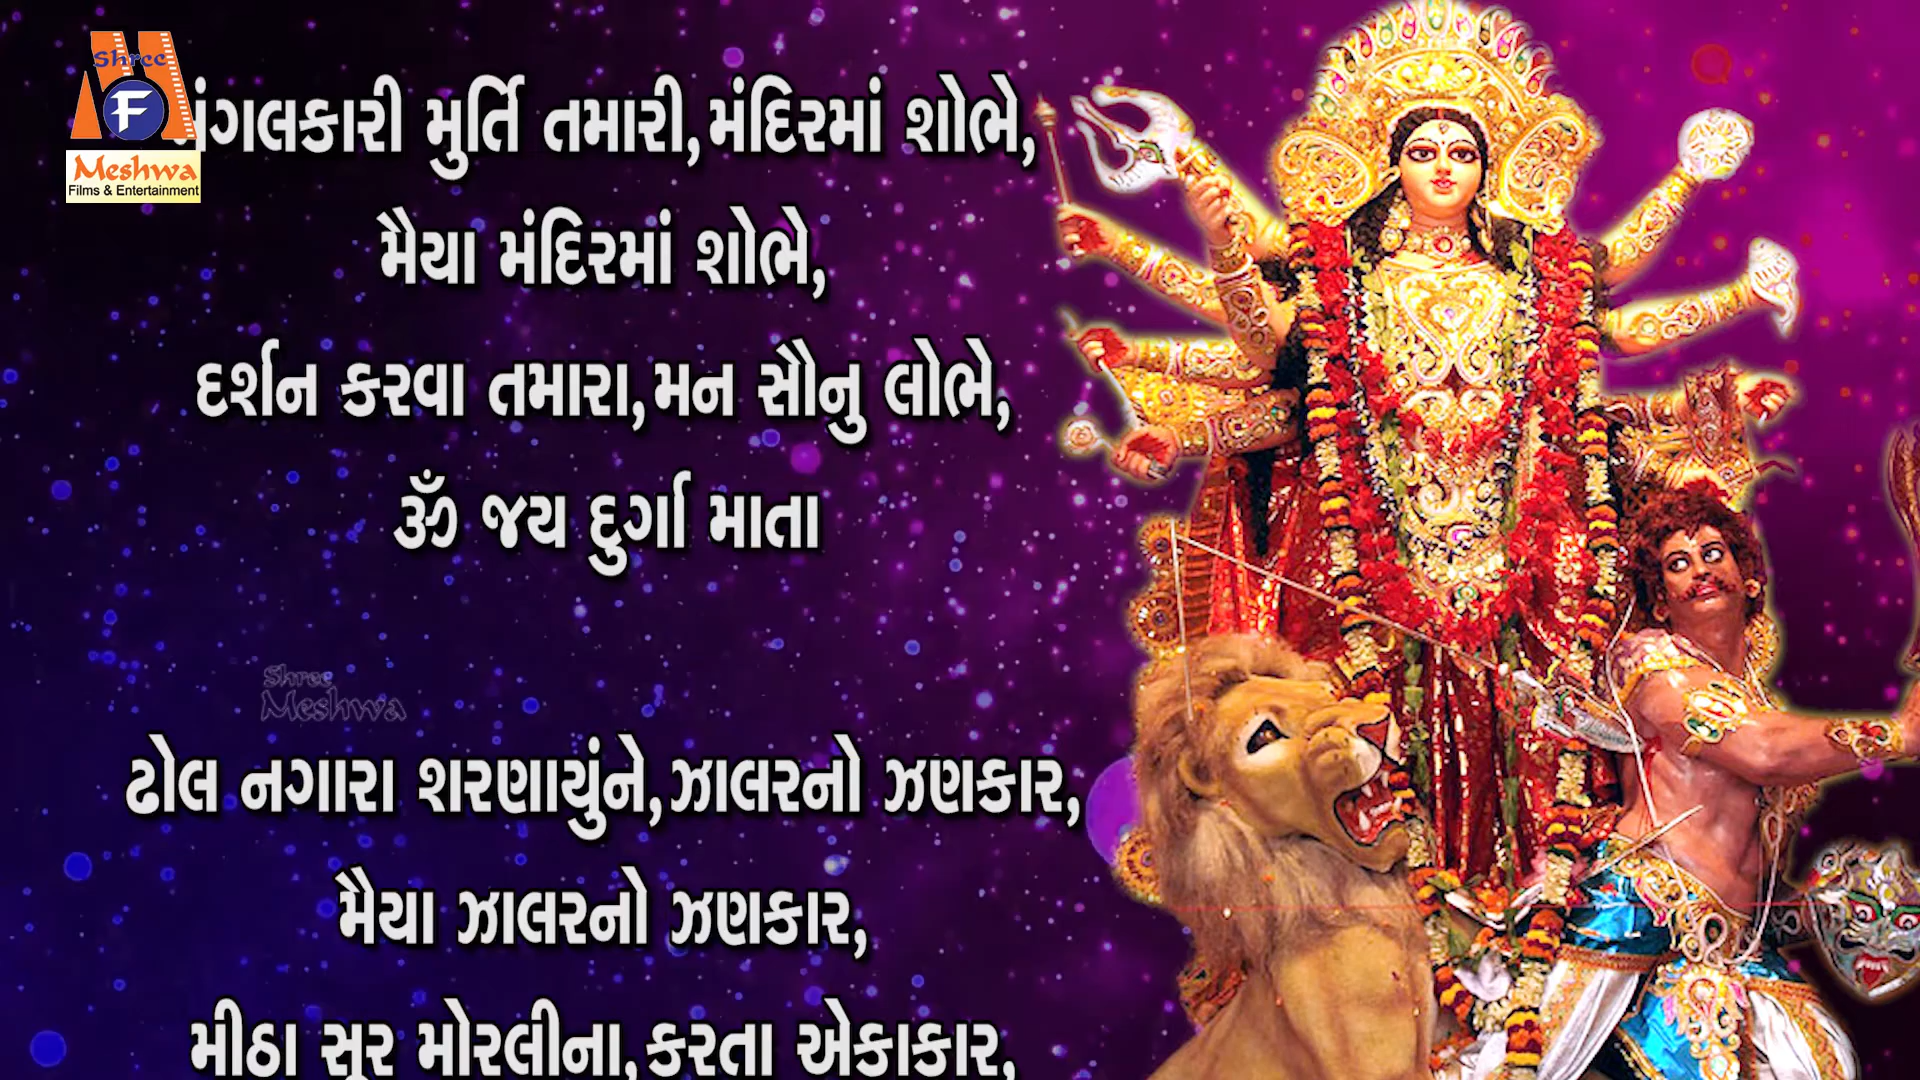 Shree
F
Meshwa
Films & Entertainment
મંગલકારી મુર્તિ તમારી,મંદિરમાં શોભે,
મૈયા મંદિરમાં શોભે,
દર્શન કરવા તમારા,મન સૌનુ લોભે,
ૐ જય દુર્ગા માતા
Shree
Meshwa
ઢોલ નગારા શરણાયુંને,ઝાલરનો ઝણકાર,
મૈયા ઝાલરનો ઝણકાર,
મીઠા સૂર મોરલીના,કરતા એકાકાર,